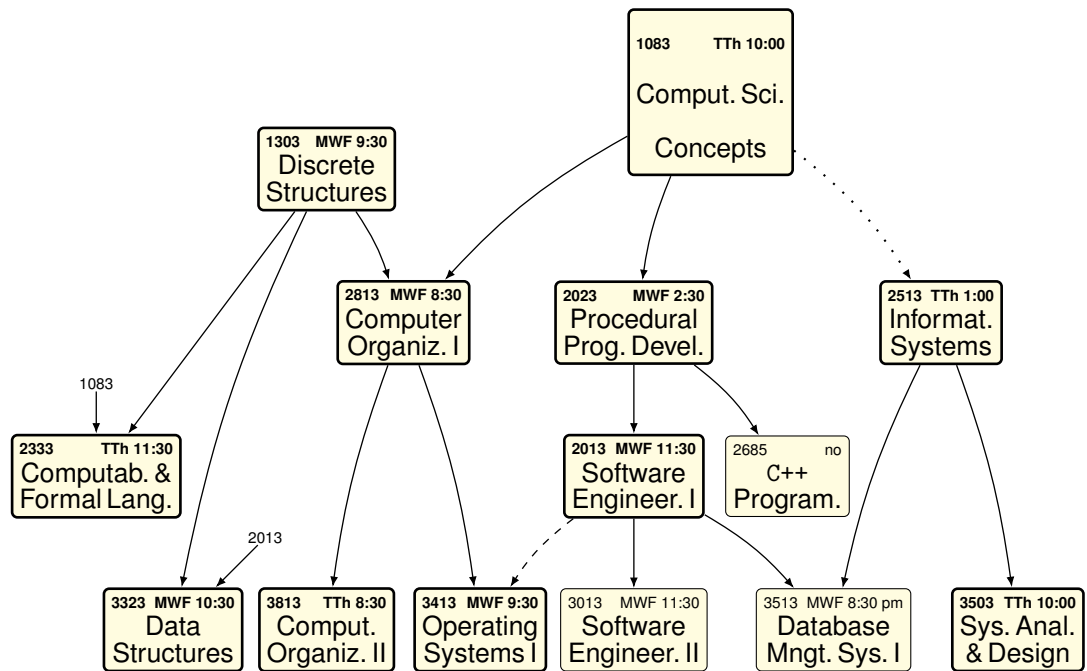 1083 TTh 10:00
Comput. Sci.
Concepts
1303 MWF 9:30
Discrete
Structures
2813 MWF 8:30
Computer
Organiz. I
2023 MWF 2:30
Procedural
Prog. Devel.
2513 TTh 1:00
Informat.
Systems
1083
2333 TTh 11:30
Computab. &
Formal Lang.
2013 MWF 11:30
Software
Engineer. I
2685 no
C++
Program.
2013
3323 MWF 10:30
Data
Structures
3813 TTh 8:30
Comput.
Organiz. II
3413 MWF 9:30
Operating
Systems I
3013 MWF 11:30
Software
Engineer. II
3513 MWF 8:30 pm
Database
Mngt. Sys. I
3503 TTh 10:00
Sys. Anal.
& Design